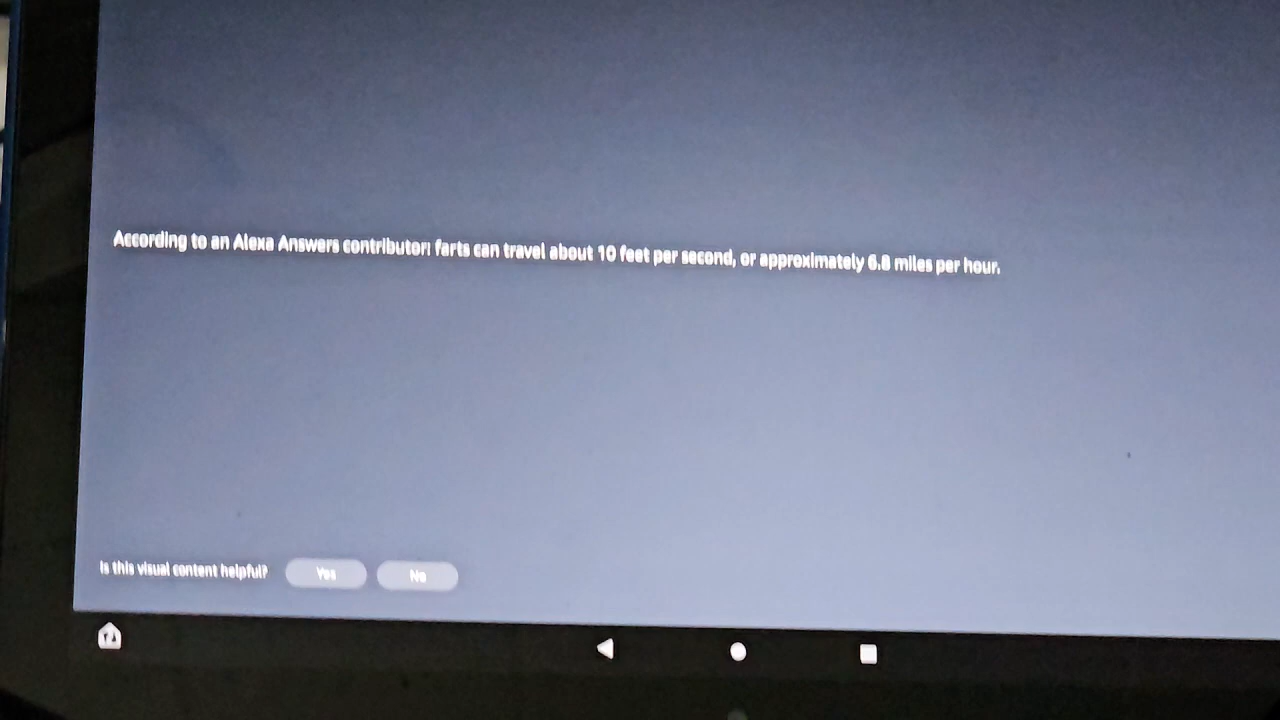 According to an Alexa Answers contributor: farts can travel about 10 feet per second, or approximately 6.8 miles per hour.
Is this visual content helpful? Yes No